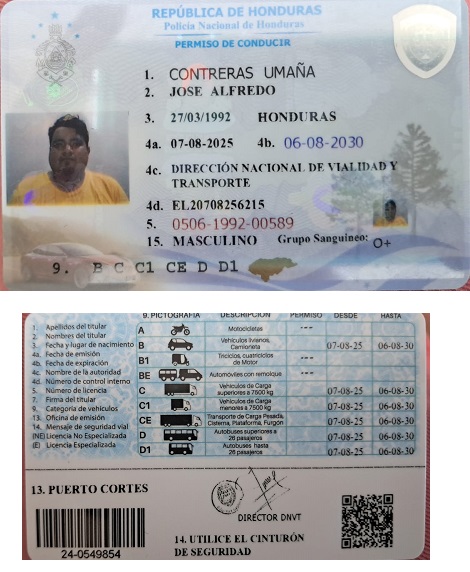 REPÚBLICA DE HONDURAS
Policía Nacional de Honduras
PERMISO DE CONDUCIR
1. CONTRERAS UMAÑA
2. JOSE ALFREDO
3. 27/03/1992 HONDURAS
4a. 07-08-2025 4b. 06-08-2030
4c. DIRECCIÓN NACIONAL DE VIALIDAD Y
TRANSPORTE
4d. EL20708256215
5. 0506-1992-00589
15. MASCULINO Grupo Sanguineo: O+
9. B C C1 CE D D1
1. Apellidos del titular
2. Nombres del titular
3. Fecha y lugar de nacimiento
4a. Fecha de emisión
4b. Fecha de expiración
4c. Nombre de la autoridad
4d. Número de control interno
5. Número de licencia
7. Firma del titular
9. Categoría de vehículos
13. Oficina de emisión
14. Mensaje de seguridad vial
(NE) Licencia No Especializada
(E) Licencia Especializada
9. PICTOGRAFIA DESCRIPCION PERMISO DESDE HASTA
A Motocicletas ---
B Vehículos livianos, Camioneta 07-08-25 06-08-30
B1 Triciclos, cuatriciclos de Motor ---
BE Automóviles con remolque ---
C Vehículos de Carga superiores a 7500 kg 07-08-25 06-08-30
C1 Vehículos de Carga menores a 7500 kg 07-08-25 06-08-30
CE Transporte de Carga Pesada, Cisterna, Plataforma, Furgón 07-08-25 06-08-30
D Autobuses superiores a 26 pasajeros 07-08-25 06-08-30
D1 Autobuses hasta 26 pasajeros 07-08-25 06-08-30
13. PUERTO CORTES
DIRECTOR DNVT
24-0549854
14. UTILICE EL CINTURÓN
DE SEGURIDAD